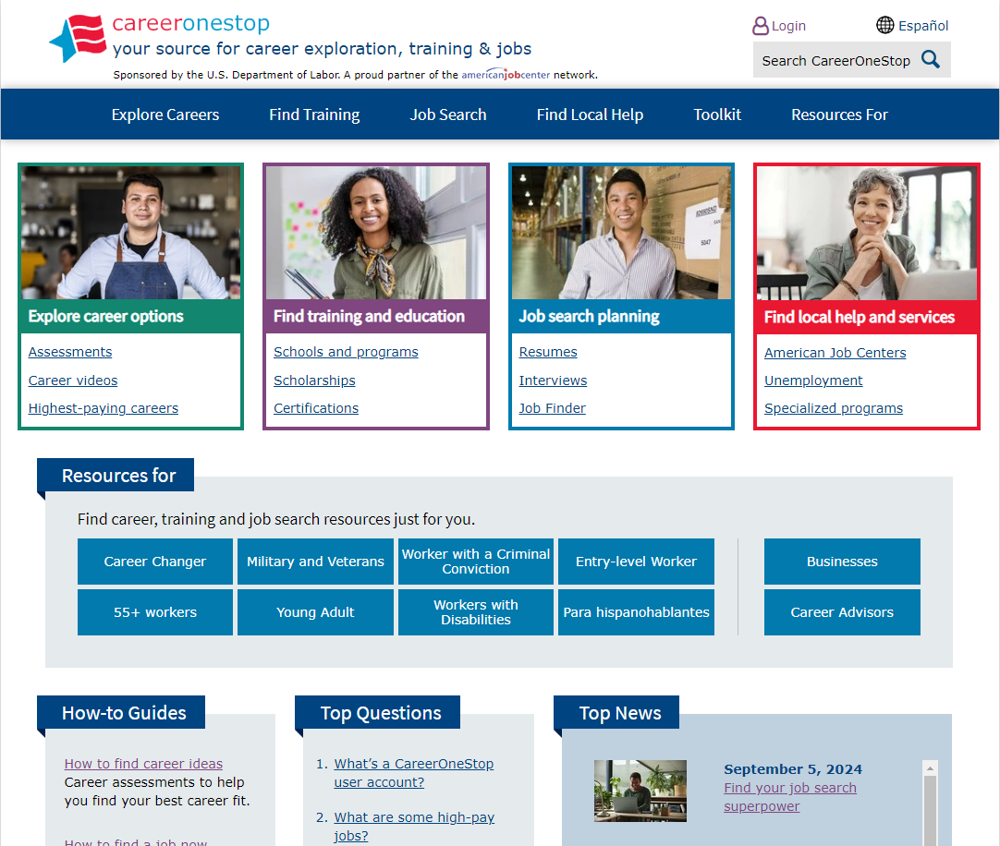 careeronestop
your source for career exploration, training & jobs
Sponsored by the U.S. Department of Labor. A proud partner of the americanjobcenter network.
Login
Español
Search CareerOneStop
Explore Careers
Find Training
Job Search
Find Local Help
Toolkit
Resources For
Explore career options
Assessments
Career videos
Highest-paying careers
Find training and education
Schools and programs
Scholarships
Certifications
5047
Job search planning
Resumes
Interviews
Job Finder
Find local help and services
American Job Centers
Unemployment
Specialized programs
Resources for
Find career, training and job search resources just for you.
Career Changer
Military and Veterans
Worker with a Criminal
Conviction
Entry-level Worker
Businesses
55+ workers
Young Adult
Workers with
Disabilities
Para hispanohablantes
Career Advisors
How-to Guides
How to find career ideas
Career assessments to help
you find your best career fit.
How to find a job now
Top Questions
1. What's a CareerOneStop
user account?
2. What are some high-pay
jobs?
Top News
September 5, 2024
Find your job search
superpower